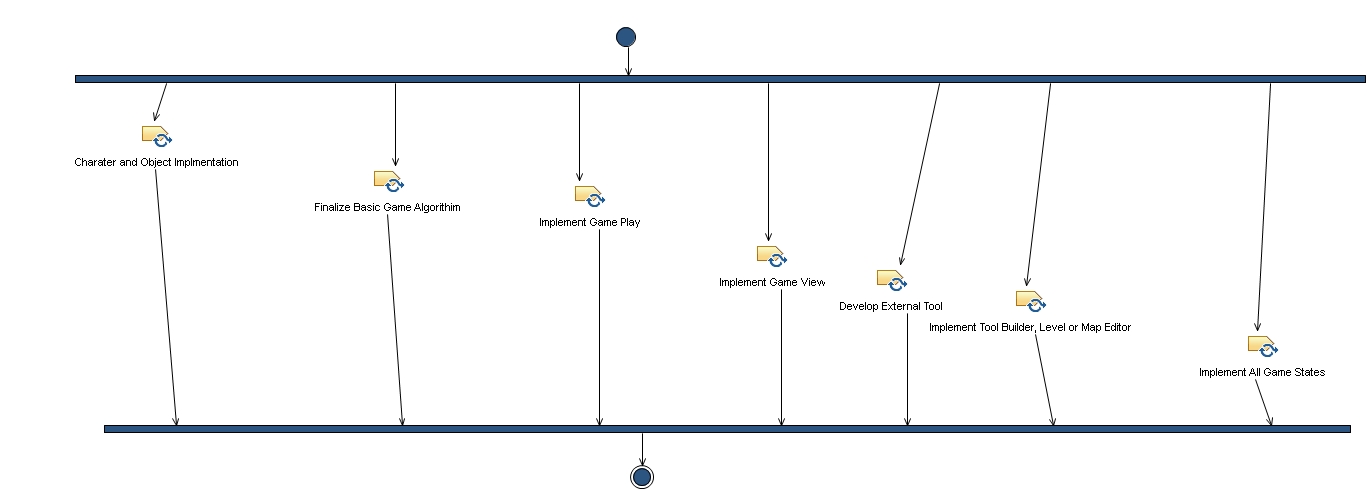 Charater and Object Implmentation
Finalize Basic Game Algorithim
Implement Game Play
Implement Game View
Develop External Tool
Implement Tool Builder, Level or Map Editor
Implement All Game States